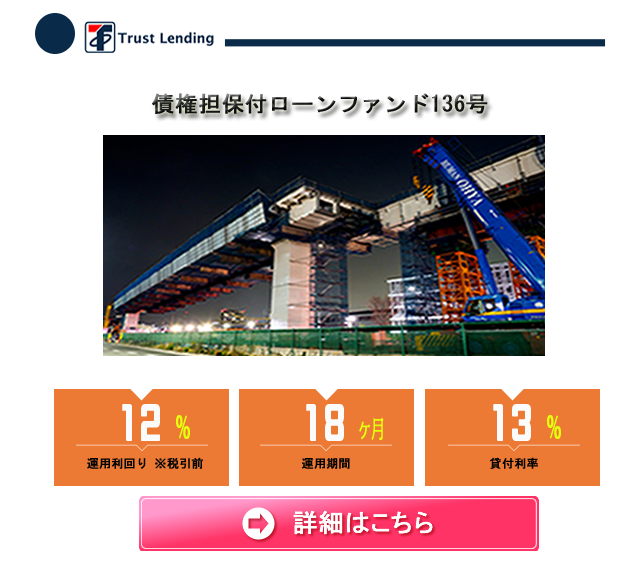 Trust Lending
債権担保付ローンファンド136号
OHYA
12 %
運用利回り ※税引前
18 ヶ月
運用期間
13 %
貸付利率
詳細はこちら